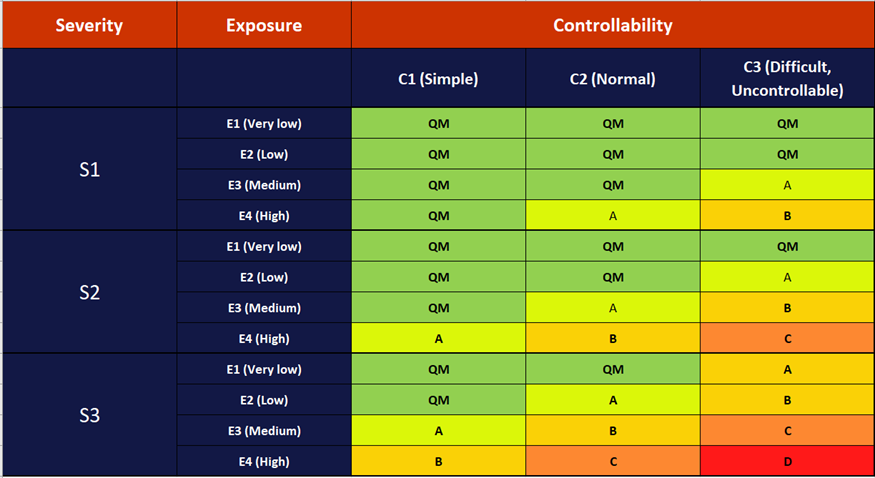 Severity Exposure Controllability
C1 (Simple) C2 (Normal) C3 (Difficult,
Uncontrollable)
S1
E1 (Very low) QM QM QM
E2 (Low) QM QM QM
E3 (Medium) QM QM A
E4 (High) QM A B
S2
E1 (Very low) QM QM QM
E2 (Low) QM QM A
E3 (Medium) QM A B
E4 (High) A B C
S3
E1 (Very low) QM QM A
E2 (Low) QM A B
E3 (Medium) A B C
E4 (High) B C D